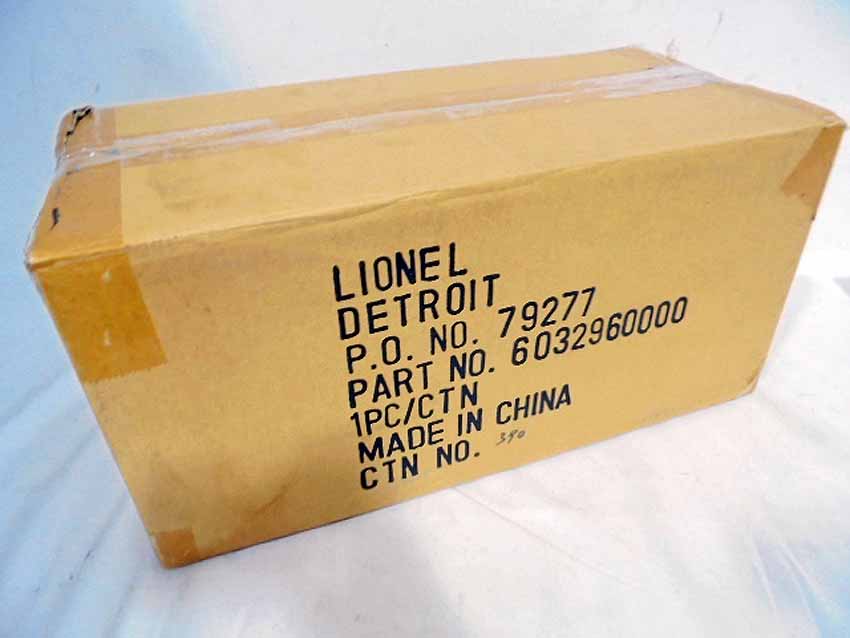 LIONEL
DETROIT
P.O. NO. 79277
PART NO. 6032960000
1PC/CTN
MADE IN CHINA
CTN NO. 390